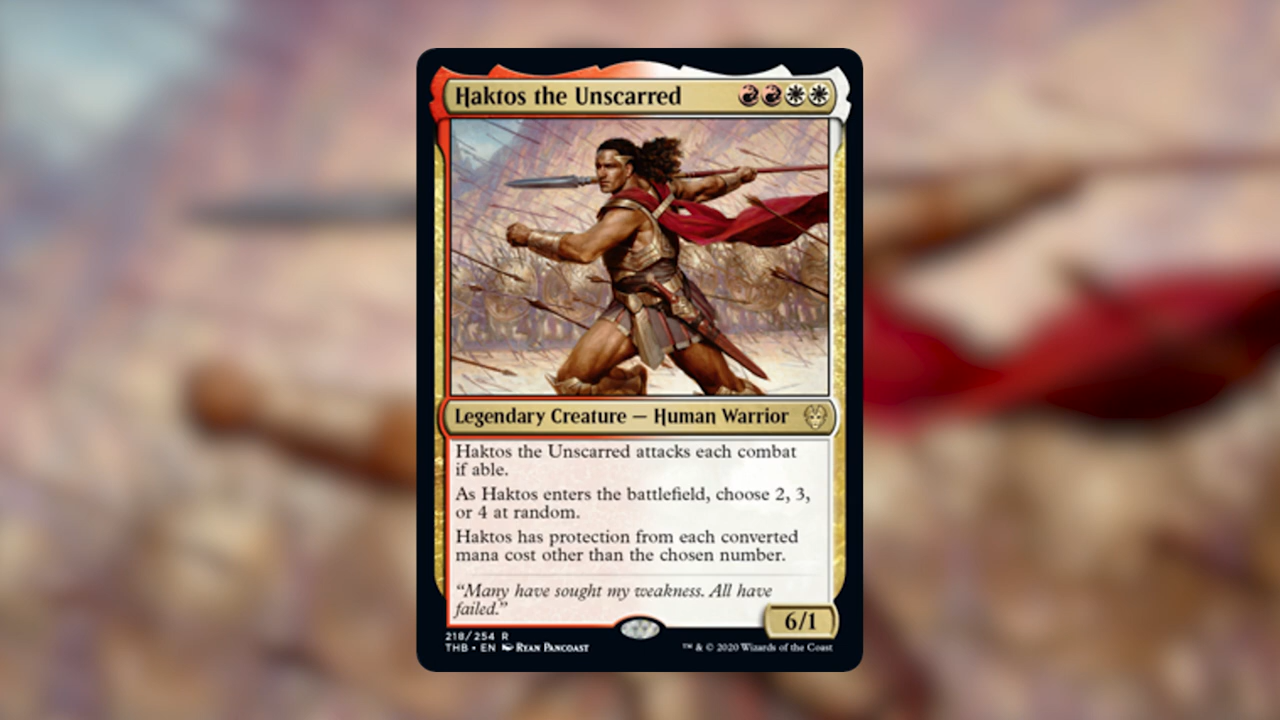 Haktos the Unscarred
Legendary Creature — Human Warrior
Haktos the Unscarred attacks each combat
if able.
As Haktos enters the battlefield, choose 2, 3,
or 4 at random.
Haktos has protection from each converted
mana cost other than the chosen number.
“Many have sought my weakness. All have
failed.”
6/1
218/254 R
THB • EN Ryan Pancoast
™ & © 2020 Wizards of the Coast